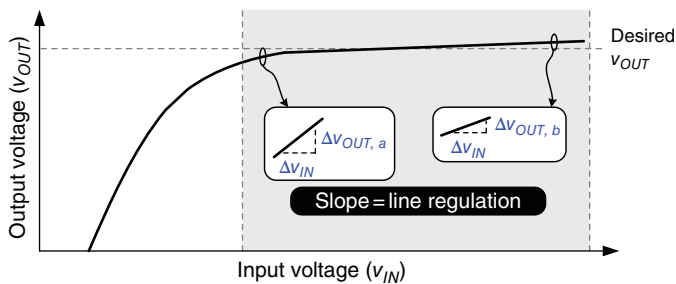 Output voltage (vOUT)
Desired
vOUT
ΔvOUT, a
ΔvIN
ΔvOUT, b
ΔvIN
Slope=line regulation
Input voltage (vIN)